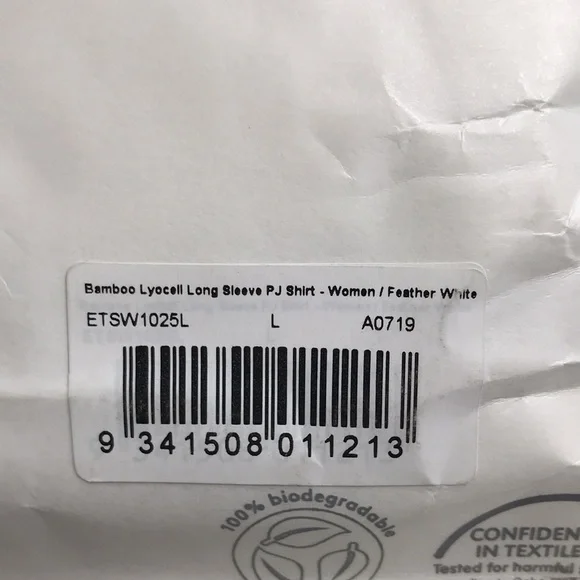 Bamboo Lyocell Long Sleeve PJ Shirt - Women / Feather White
ETSW1025L L A0719
9 341508 011213
100% biodegradable
CONFIDEN
IN TEXTILE
Tested for harmful